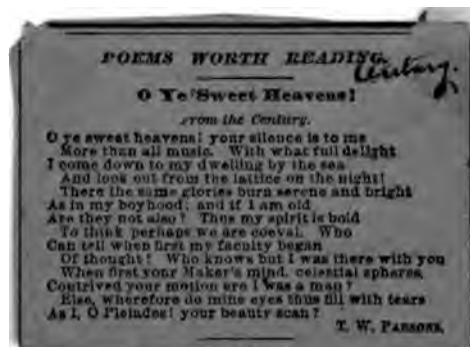 POEMS WORTH READING.
Century.
O Ye Sweet Heavens!
From the Century.
O ye sweet heavens! your silence is to me
More than all music. With what full delight
I come down to my dwelling by the sea
And look out from the lattice on the night!
There the same glories burn serene and bright
As in my boyhood; and if I am old
Are they not also? Thus my spirit is bold
To think perhaps we are coeval. Who
Can tell when first my faculty began
Of thought? Who knows but I was there with you
When first your Maker's mind, celestial spheres,
Contrived your motion ere I was a man?
Else, wherefore do mine eyes thus fill with tears
As I, O Pleiades! your beauty scan?
T. W. PARSONS.